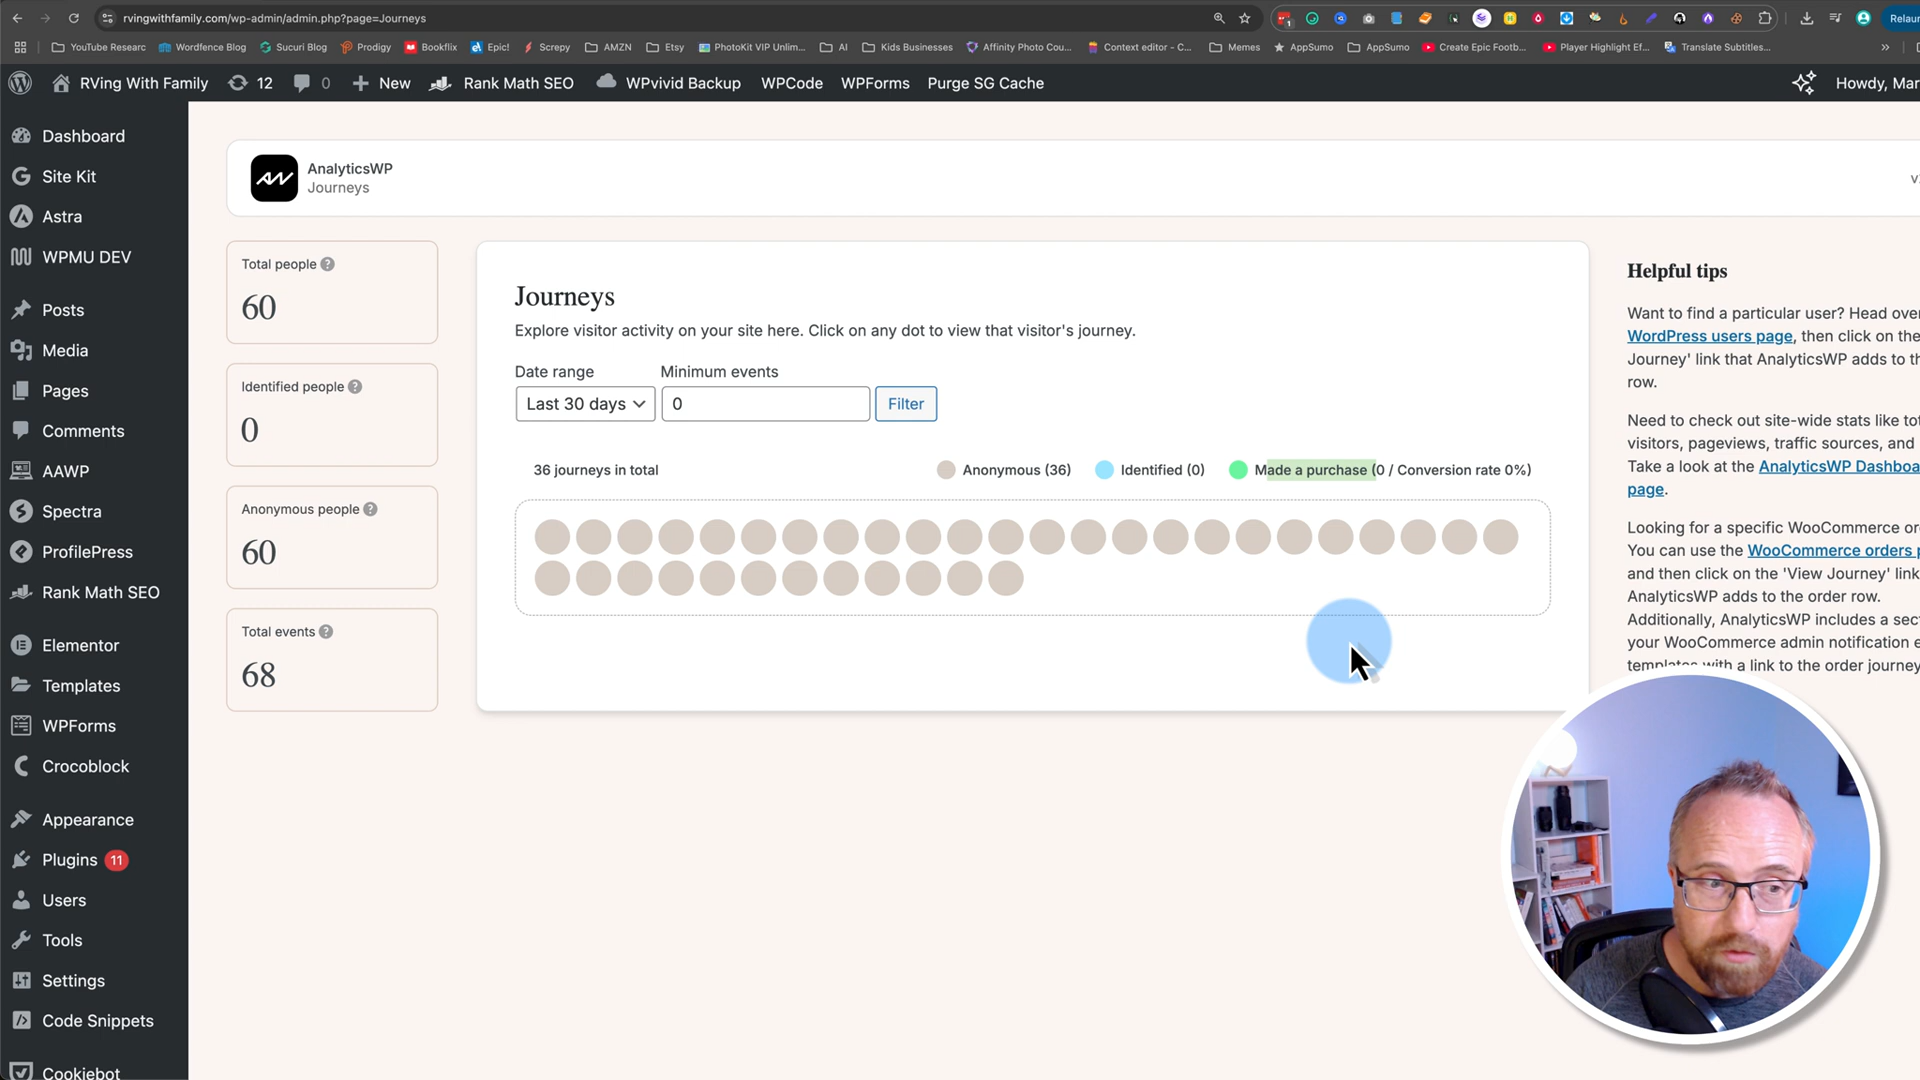 rvingwithfamily.com/wp-admin/admin.php?page=Journeys
Relau
YouTube Researc
Wordfence Blog
Sucuri Blog
Prodigy
Bookflix
Epic!
Screpy
AMZN
Etsy
PhotoKit VIP Unlim...
AI
Kids Businesses
Affinity Photo Cou...
Context editor - C...
Memes
AppSumo
AppSumo
Create Epic Footb...
Player Highlight Ef...
Translate Subtitles...
RVing With Family
12
0
New
Rank Math SEO
WPvivid Backup
WPCode
WPForms
Purge SG Cache
Howdy, Mar
Dashboard
Site Kit
Astra
WPMU DEV
Posts
Media
Pages
Comments
AAWP
Spectra
ProfilePress
Rank Math SEO
Elementor
Templates
WPForms
Crocoblock
Appearance
Plugins 11
Users
Tools
Settings
Code Snippets
Cookiebot
AnalyticsWP
Journeys
Total people
60
Identified people
0
Anonymous people
60
Total events
68
Journeys
Explore visitor activity on your site here. Click on any dot to view that visitor's journey.
Date range
Minimum events
Last 30 days
0
Filter
36 journeys in total
Anonymous (36)
Identified (0)
Made a purchase (0 / Conversion rate 0%)
Helpful tips
Want to find a particular user? Head over
WordPress users page, then click on the
Journey' link that AnalyticsWP adds to th
row.
Need to check out site-wide stats like tot
visitors, pageviews, traffic sources, and
Take a look at the AnalyticsWP Dashboa
page.
Looking for a specific WooCommerce or
You can use the WooCommerce orders p
and then click on the 'View Journey' link
AnalyticsWP adds to the order row.
Additionally, AnalyticsWP includes a sect
your WooCommerce admin notification e
templates with a link to the order journey